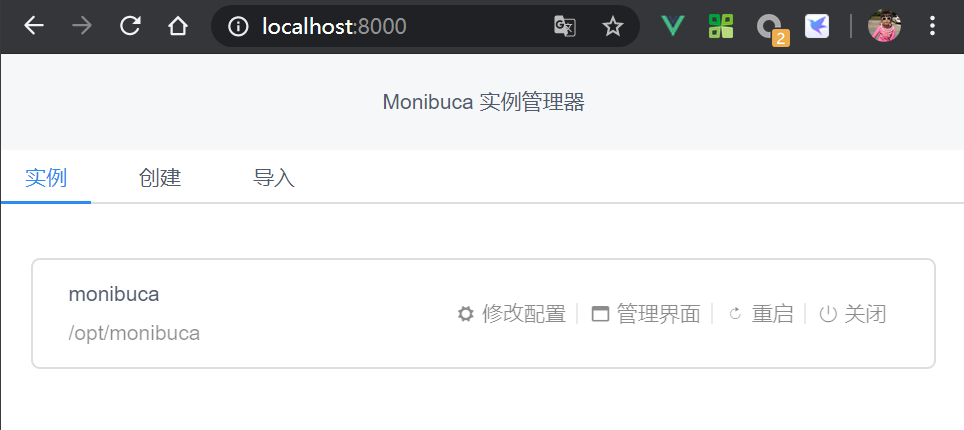 localhost:8000
2
Monibuca 实例管理器
实例 创建 导入
monibuca
/opt/monibuca
修改配置 管理界面 重启 关闭